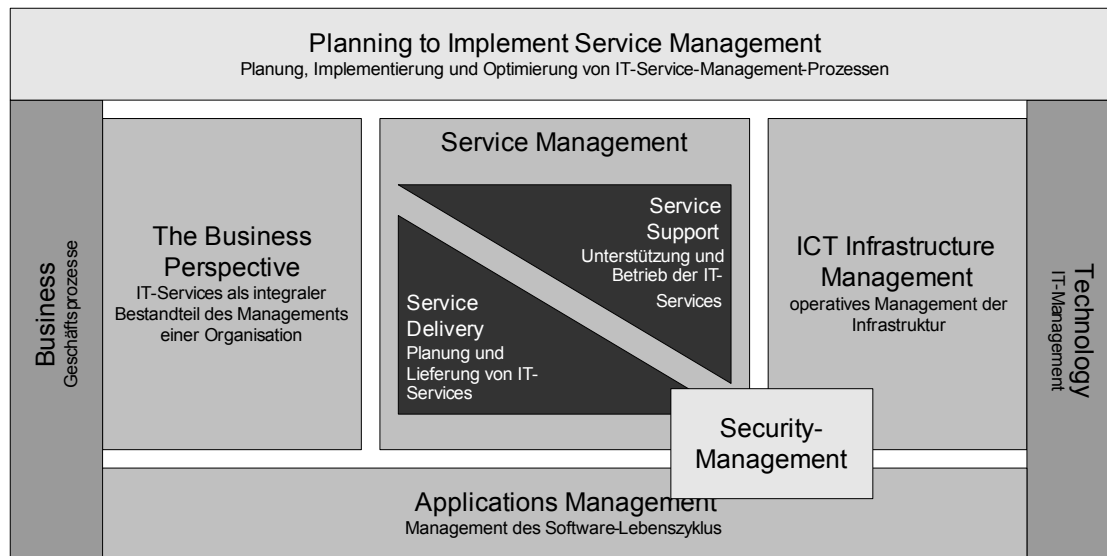 Planning to Implement Service Management
Planung, Implementierung und Optimierung von IT-Service-Management-Prozessen
Business
Geschäftsprozesse
The Business
Perspective
IT-Services als integraler
Bestandteil des Managements
einer Organisation
Service Management
Service
Support
Unterstützung und
Betrieb der IT-
Services
Service
Delivery
Planung und
Lieferung von IT-
Services
ICT Infrastructure
Management
operatives Management der
Infrastruktur
Technology
IT-Management
Security-
Management
Applications Management
Management des Software-Lebenszyklus